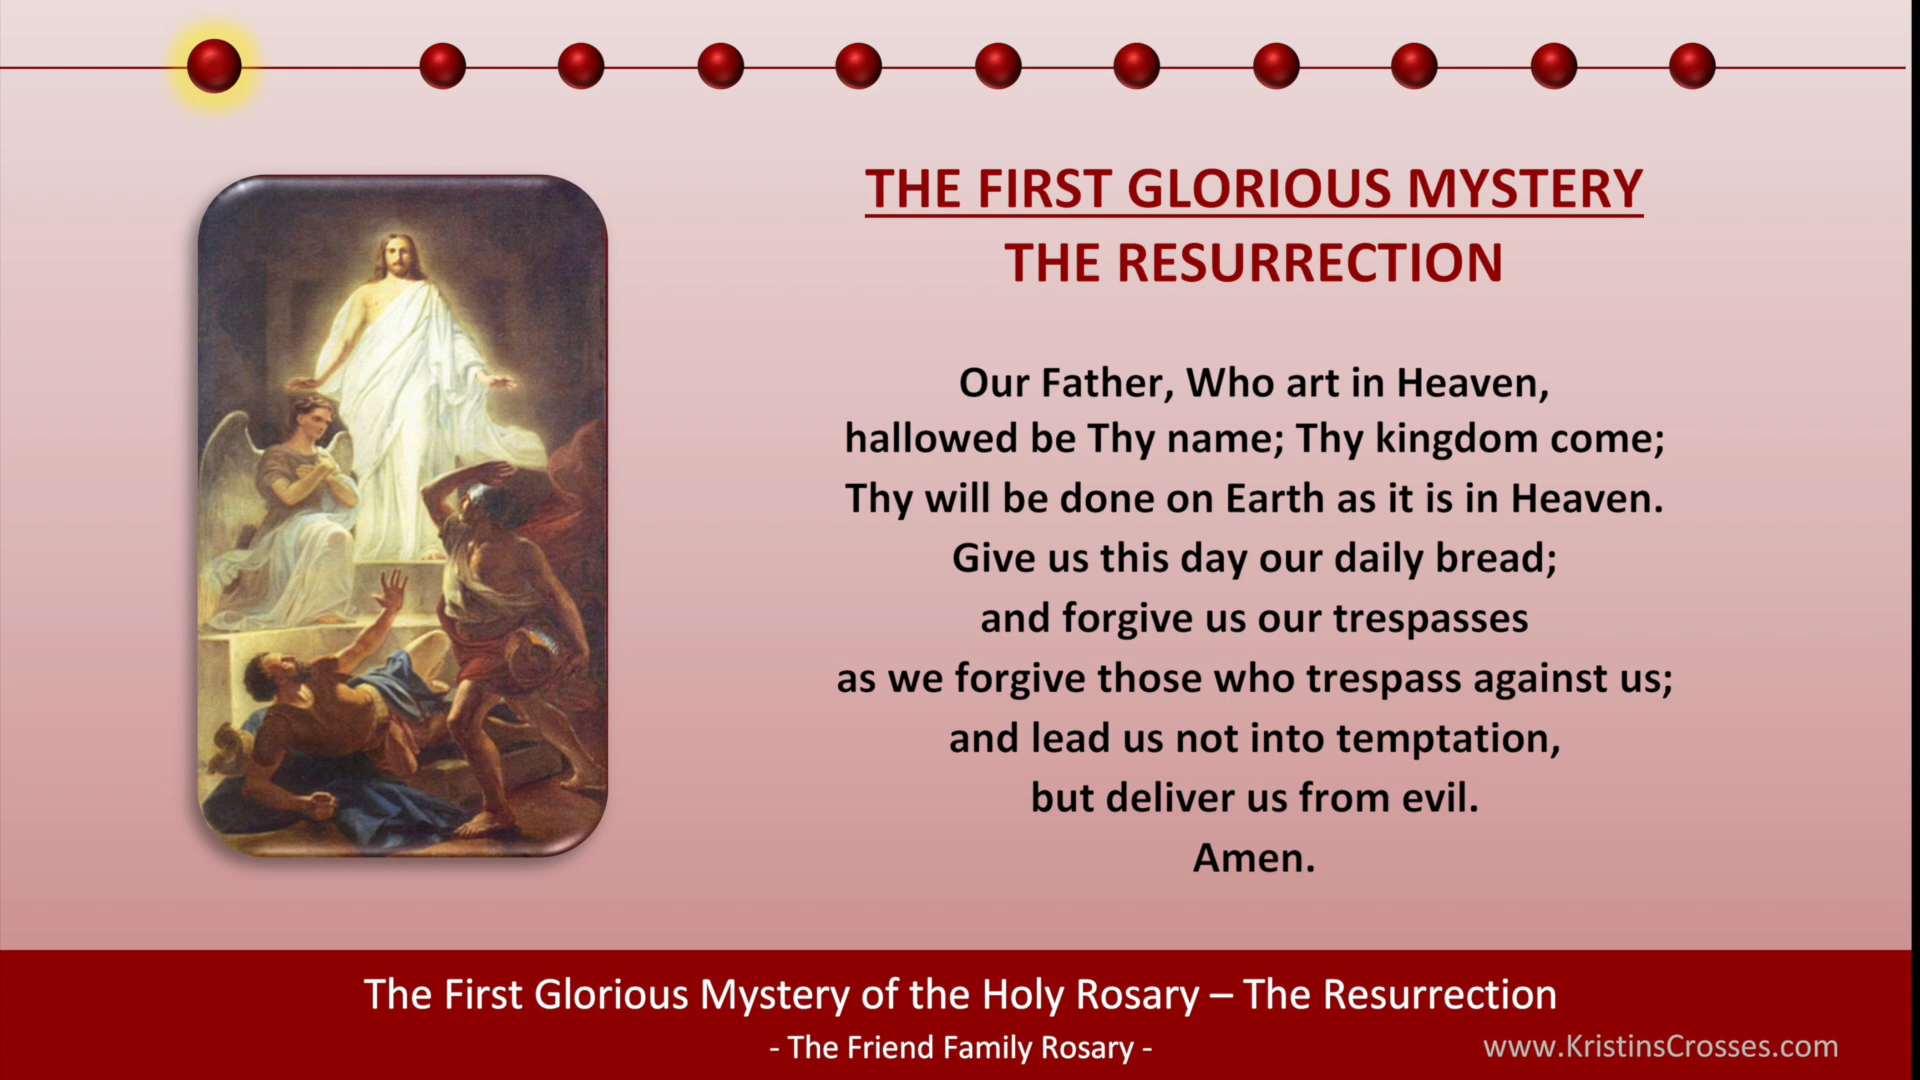 THE FIRST GLORIOUS MYSTERY
THE RESURRECTION
Our Father, Who art in Heaven,
hallowed be Thy name; Thy kingdom come;
Thy will be done on Earth as it is in Heaven.
Give us this day our daily bread;
and forgive us our trespasses
as we forgive those who trespass against us;
and lead us not into temptation,
but deliver us from evil.
Amen.
The First Glorious Mystery of the Holy Rosary – The Resurrection
- The Friend Family Rosary -
www.KristinsCrosses.com